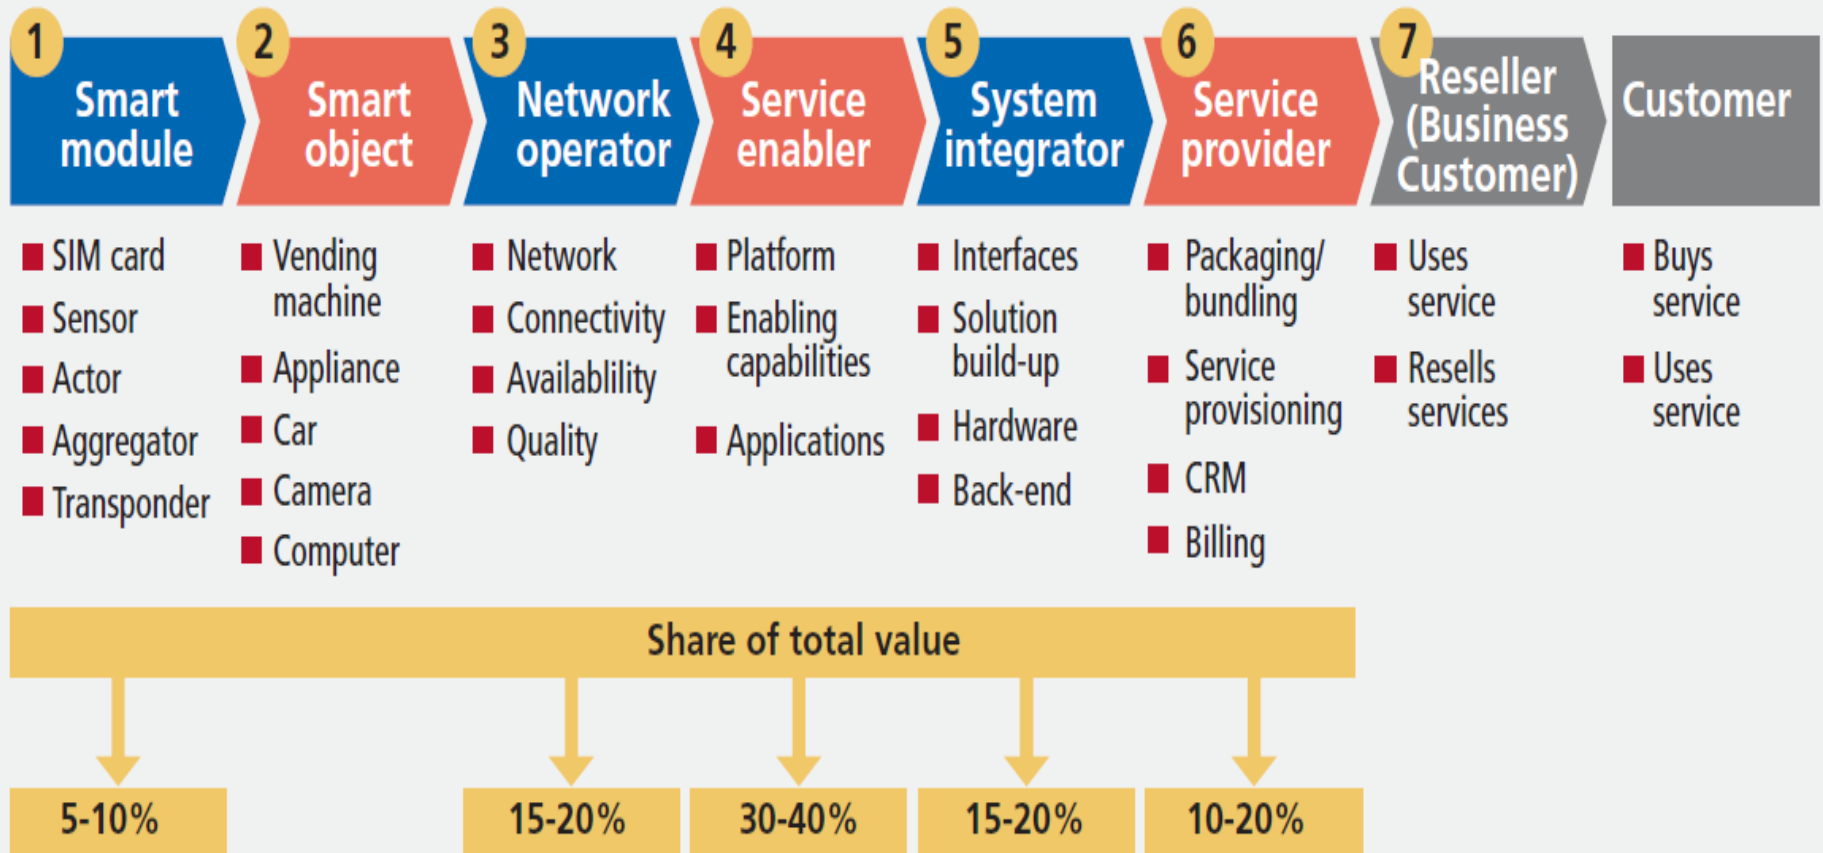 1
Smart
module
2
Smart
object
3
Network
operator
4
Service
enabler
5
System
integrator
6
Service
provider
7
Reseller
(Business
Customer)
Customer
SIM card
Sensor
Actor
Aggregator
Transponder
Vending
machine
Appliance
Car
Camera
Computer
Network
Connectivity
Availablility
Quality
Platform
Enabling
capabilities
Applications
Interfaces
Solution
build-up
Hardware
Back-end
Packaging/
bundling
Service
provisioning
CRM
Billing
Uses
service
Resells
services
Buys
service
Uses
service
Share of total value
5-10%
15-20%
30-40%
15-20%
10-20%